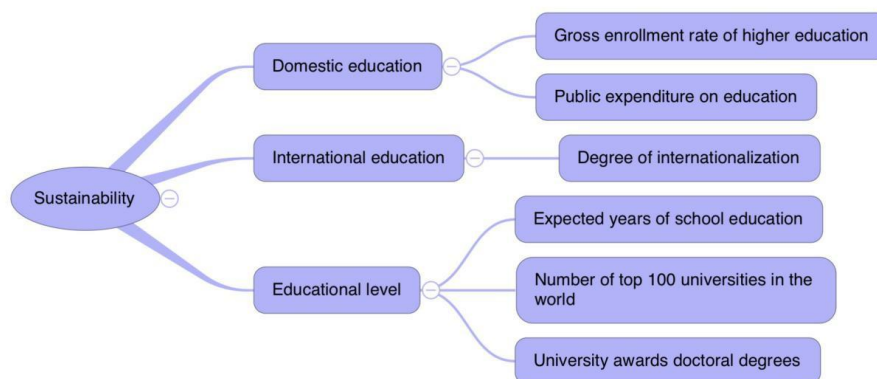 Sustainability
Domestic education
Gross enrollment rate of higher education
Public expenditure on education
International education
Degree of internationalization
Educational level
Expected years of school education
Number of top 100 universities in the
world
University awards doctoral degrees